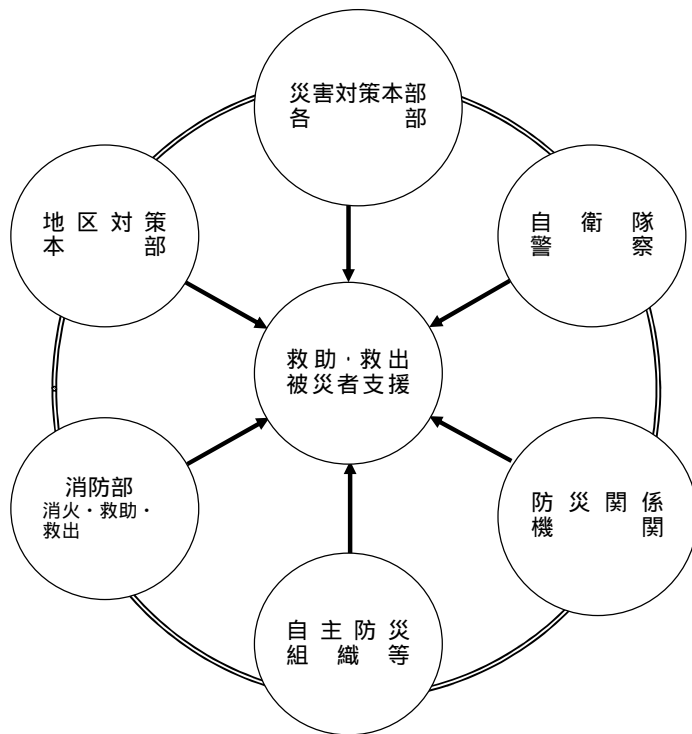 災害対策本部
各部
地区対策
本部
自衛隊
警察
救助・救出
被災者支援
消防部
消火・救助・
救出
防災関係
機関
自主防災
組織等